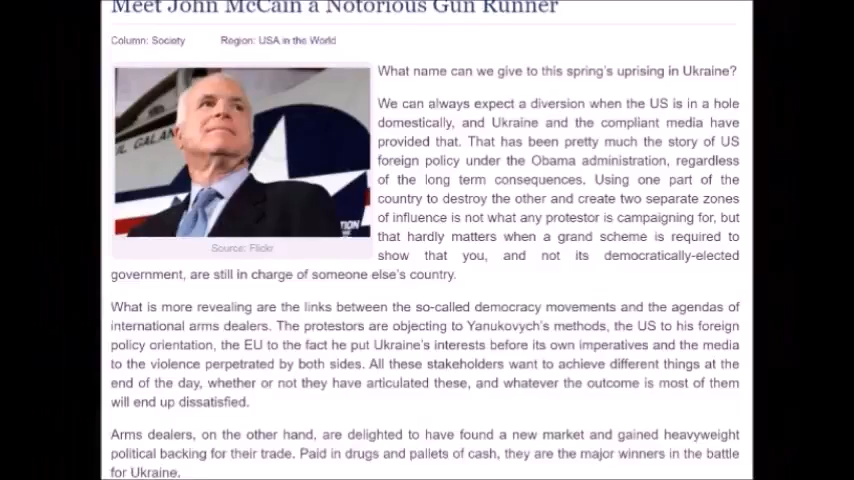 Meet John McCain a Notorious Gun Runner
Column: Society Region: USA in the World
UL GALAN
TION
Source: Flickr
What name can we give to this spring's uprising in Ukraine?
We can always expect a diversion when the US is in a hole
domestically, and Ukraine and the compliant media have
provided that. That has been pretty much the story of US
foreign policy under the Obama administration, regardless
of the long term consequences. Using one part of the
country to destroy the other and create two separate zones
of influence is not what any protestor is campaigning for, but
that hardly matters when a grand scheme is required to
show that you, and not its democratically-elected
government, are still in charge of someone else's country.
What is more revealing are the links between the so-called democracy movements and the agendas of
international arms dealers. The protestors are objecting to Yanukovych's methods, the US to his foreign
policy orientation, the EU to the fact he put Ukraine's interests before its own imperatives and the media
to the violence perpetrated by both sides. All these stakeholders want to achieve different things at the
end of the day, whether or not they have articulated these, and whatever the outcome is most of them
will end up dissatisfied.
Arms dealers, on the other hand, are delighted to have found a new market and gained heavyweight
political backing for their trade. Paid in drugs and pallets of cash, they are the major winners in the battle
for Ukraine.